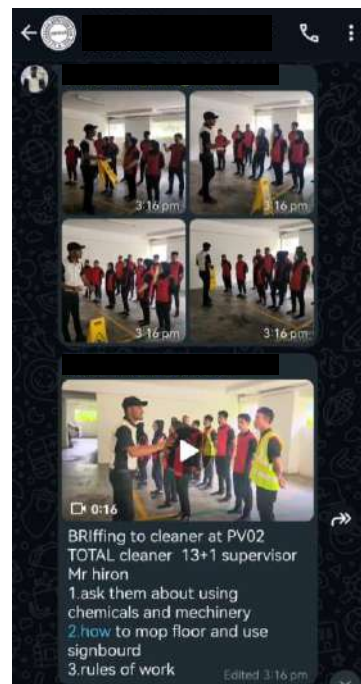 3:16 pm
3:16 pm
3:16 pm
3:16 pm
0:16
BRIffing to cleaner at PV02
TOTAL cleaner 13+1 supervisor
Mr hiron
1.ask them about using
chemicals and mechinery
2.how to mop floor and use
signbourd
3.rules of work
Edited 3:16 pm